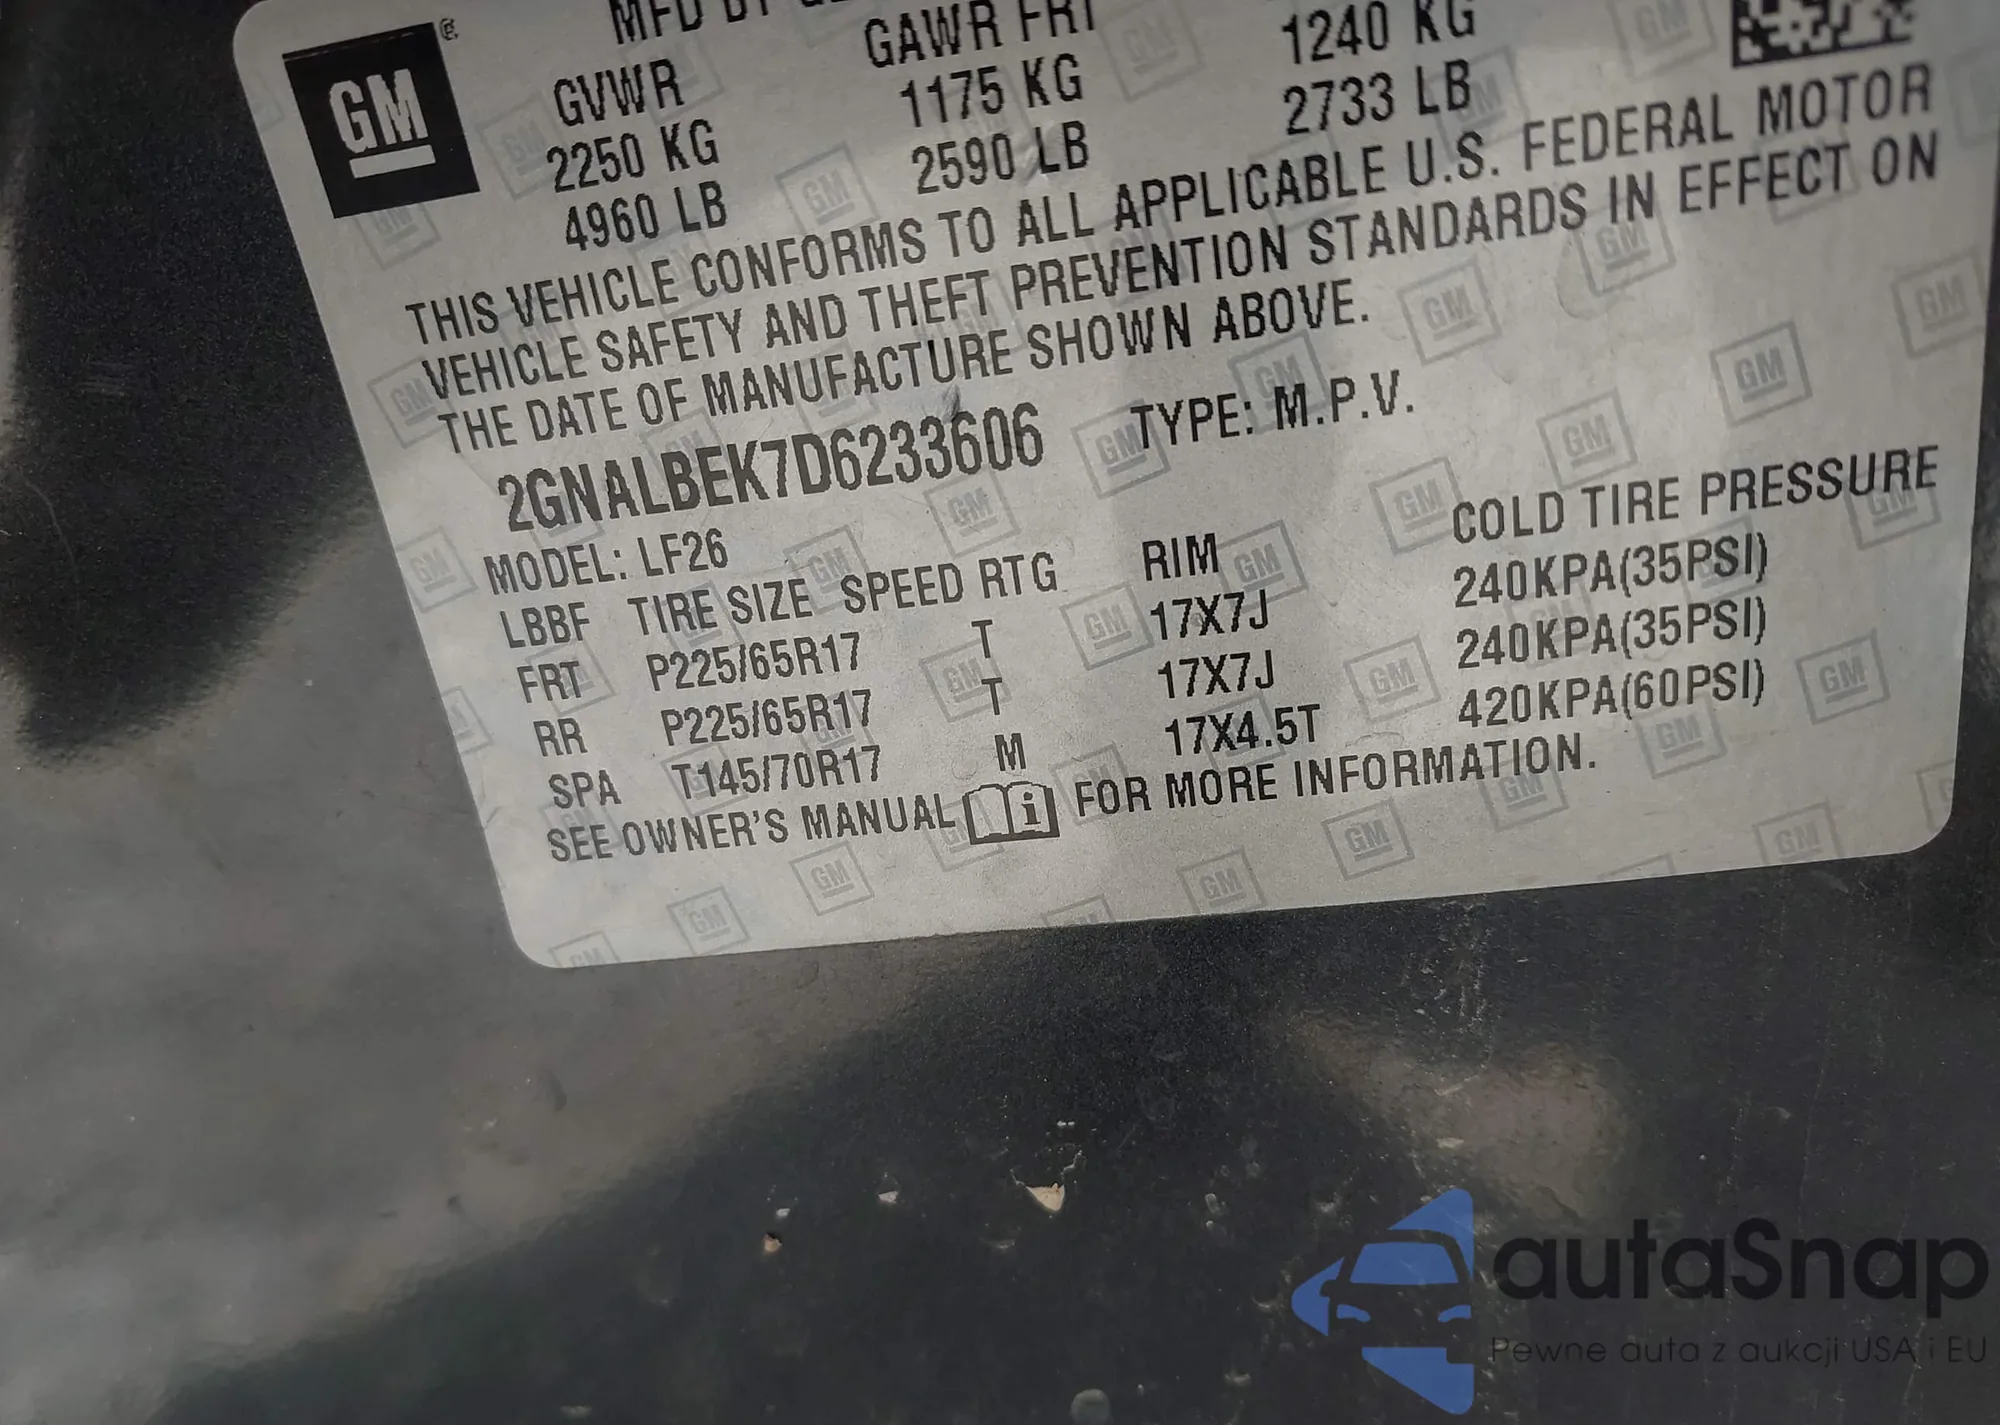 GM ®
MFD BY
GVWR GAWR FRT
2250 KG 1175 KG 1240 KG
4960 LB 2590 LB 2733 LB
THIS VEHICLE CONFORMS TO ALL APPLICABLE U.S. FEDERAL MOTOR
VEHICLE SAFETY AND THEFT PREVENTION STANDARDS IN EFFECT ON
THE DATE OF MANUFACTURE SHOWN ABOVE.
2GNALBEK7D6233606 TYPE: M.P.V.
MODEL: LF26
LBBF TIRE SIZE SPEED RTG RIM COLD TIRE PRESSURE
FRT P225/65R17 T 17X7J 240KPA(35PSI)
RR P225/65R17 T 17X7J 240KPA(35PSI)
SPA T145/70R17 M 17X4.5T 420KPA(60PSI)
SEE OWNER'S MANUAL i FOR MORE INFORMATION.
autaSnap
Pewne auta z aukcji USA i EU